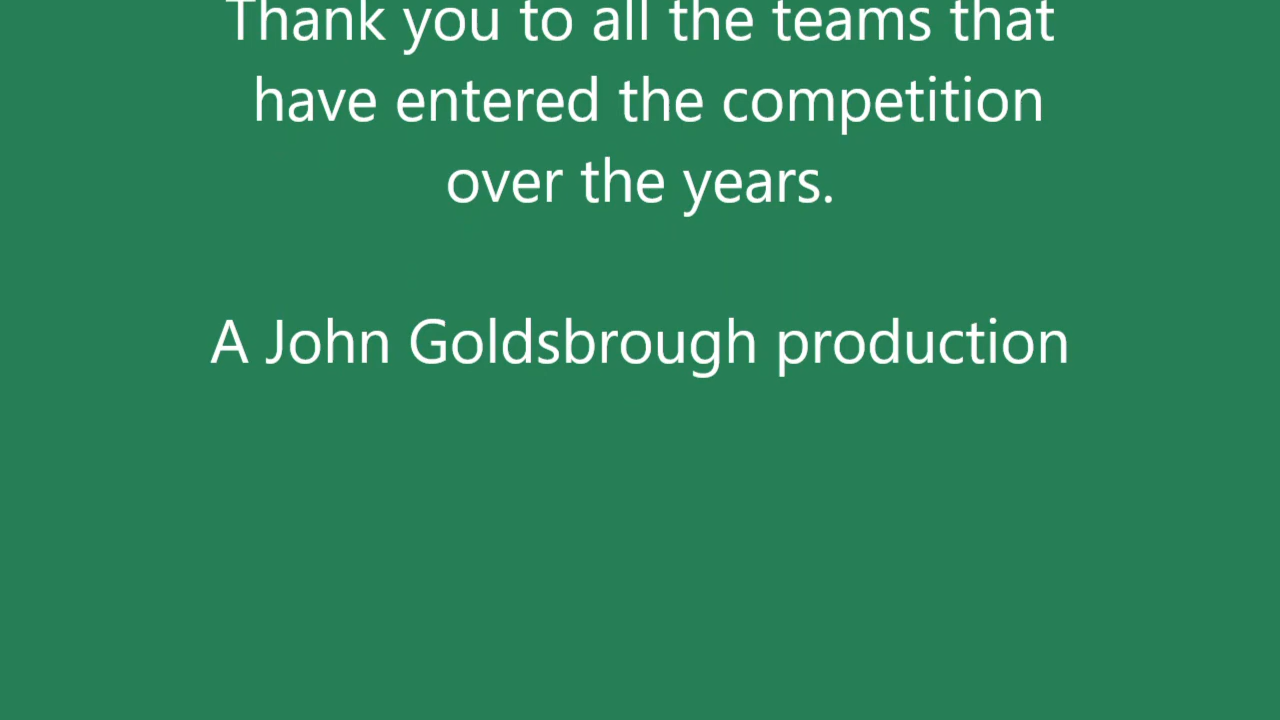 Thank you to all the teams that
have entered the competition
over the years.
A John Goldsbrough production